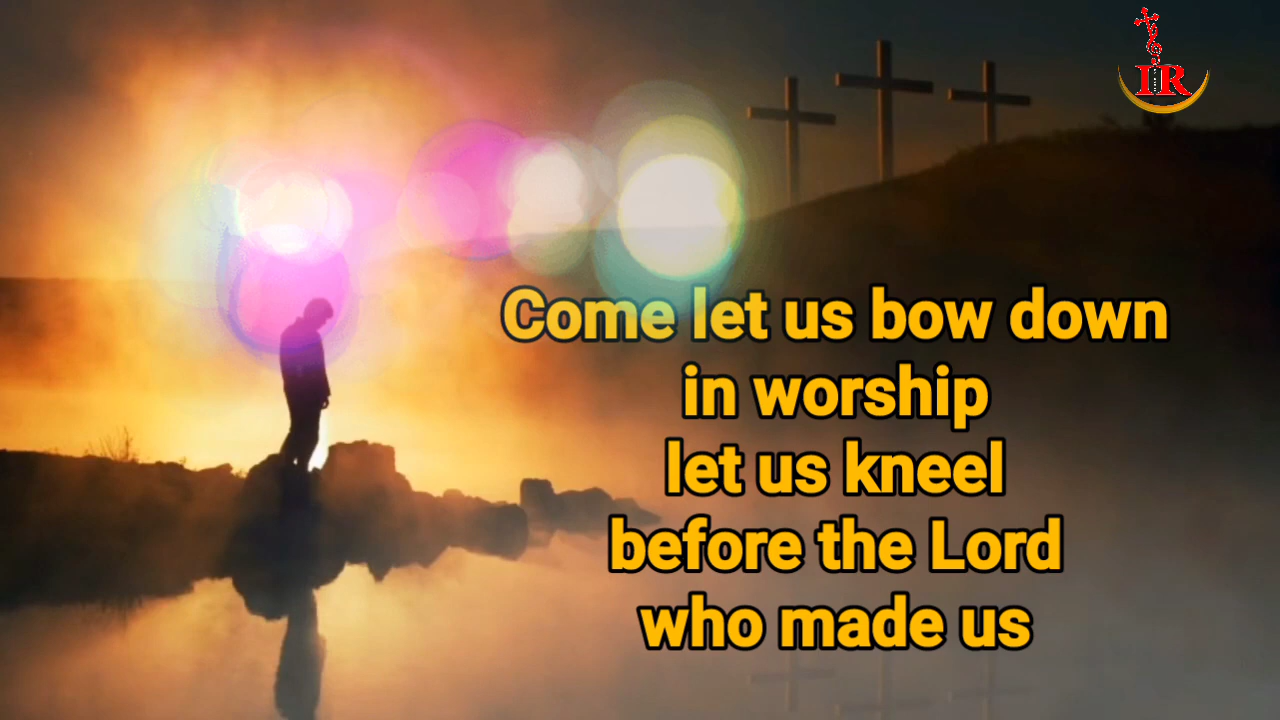 IR
Come let us bow down
in worship
let us kneel
before the Lord
who made us